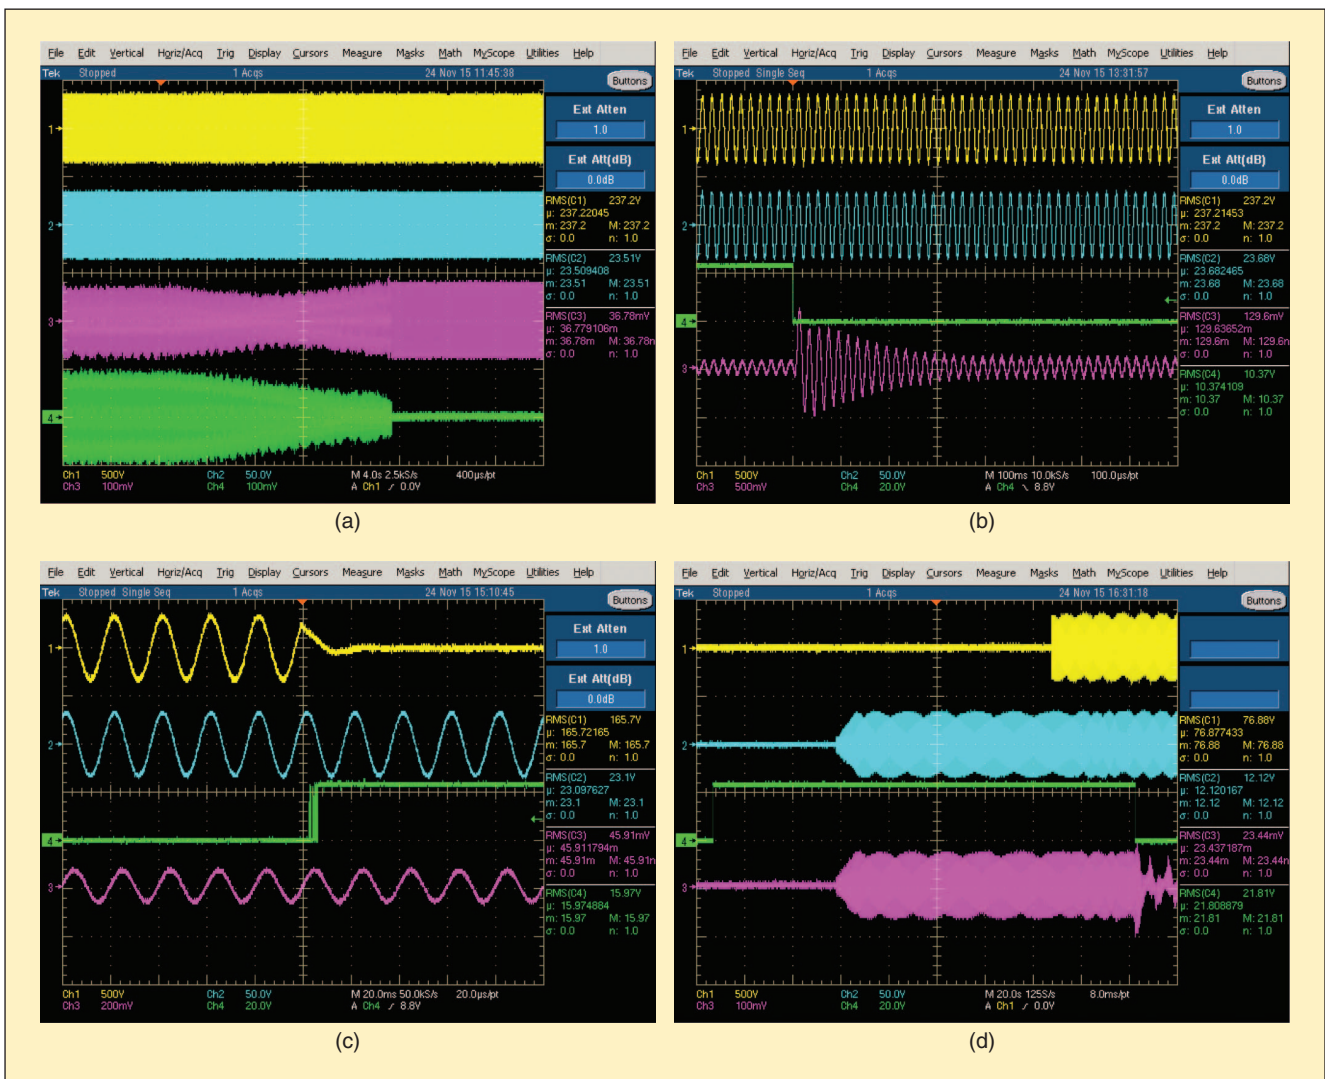 File Edit Vertical Horiz/Acq Trig Display Cursors Measure Masks Math MyScope Utilities Help
Tek Stopped 1 Acqs 24 Nov 15 11:45:38
Buttons
Ext Atten
1.0
Ext Att(dB)
0.0dB
RMS(C1) 237.2V
µ: 237.22045
m: 237.2 M: 237.2
σ: 0.0 n: 1.0
RMS(C2) 23.51V
µ: 23.509408
m: 23.51 M: 23.51
σ: 0.0 n: 1.0
RMS(C3) 36.78mV
µ: 36.779106m
m: 36.78m M: 36.78m
σ: 0.0 n: 1.0
1
2
3
4
Ch1 500V Ch2 50.0V M 4.0s 2.5kS/s 400µs/pt
Ch3 100mV Ch4 100mV A Ch1 ∕ 0.0V
(a)
File Edit Vertical Horiz/Acq Trig Display Cursors Measure Masks Math MyScope Utilities Help
Tek Stopped Single Seq 1 Acqs 24 Nov 15 13:31:57
Buttons
Ext Atten
1.0
Ext Att(dB)
0.0dB
RMS(C1) 237.2V
µ: 237.21453
m: 237.2 M: 237.2
σ: 0.0 n: 1.0
RMS(C2) 23.68V
µ: 23.682465
m: 23.68 M: 23.68
σ: 0.0 n: 1.0
RMS(C3) 129.6mV
µ: 129.63652m
m: 129.6m M: 129.6m
σ: 0.0 n: 1.0
RMS(C4) 10.37V
µ: 10.374109
m: 10.37 M: 10.37
σ: 0.0 n: 1.0
1
2
4
3
Ch1 500V Ch2 50.0V M 100ms 10.0kS/s 100.0µs/pt
Ch3 500mV Ch4 20.0V A Ch4 \ 8.8V
(b)
File Edit Vertical Horiz/Acq Trig Display Cursors Measure Masks Math MyScope Utilities Help
Tek Stopped Single Seq 1 Acqs 24 Nov 15 15:10:45
Buttons
Ext Atten
1.0
Ext Att(dB)
0.0dB
RMS(C1) 165.7V
µ: 165.72165
m: 165.7 M: 165.7
σ: 0.0 n: 1.0
RMS(C2) 23.1V
µ: 23.097627
m: 23.1 M: 23.1
σ: 0.0 n: 1.0
RMS(C3) 45.91mV
µ: 45.911794m
m: 45.91m M: 45.91m
σ: 0.0 n: 1.0
RMS(C4) 15.97V
µ: 15.974884
m: 15.97 M: 15.97
σ: 0.0 n: 1.0
1
2
4
3
Ch1 500V Ch2 50.0V M 20.0ms 50.0kS/s 20.0µs/pt
Ch3 200mV Ch4 20.0V A Ch4 ∕ 8.8V
(c)
File Edit Vertical Horiz/Acq Trig Display Cursors Measure Masks Math MyScope Utilities Help
Tek Stopped 1 Acqs 24 Nov 15 16:31:18
Buttons
RMS(C1) 76.88V
µ: 76.877433
m: 76.88 M: 76.88
σ: 0.0 n: 1.0
RMS(C2) 12.12V
µ: 12.120167
m: 12.12 M: 12.12
σ: 0.0 n: 1.0
RMS(C3) 23.44mV
µ: 23.437187m
m: 23.44m M: 23.44m
σ: 0.0 n: 1.0
RMS(C4) 21.81V
µ: 21.808879
m: 21.81 M: 21.81
σ: 0.0 n: 1.0
1
2
4
3
Ch1 500V Ch2 50.0V M 20.0s 125S/s 8.0ms/pt
Ch3 100mV Ch4 20.0V A Ch1 ∕ 0.0V
(d)